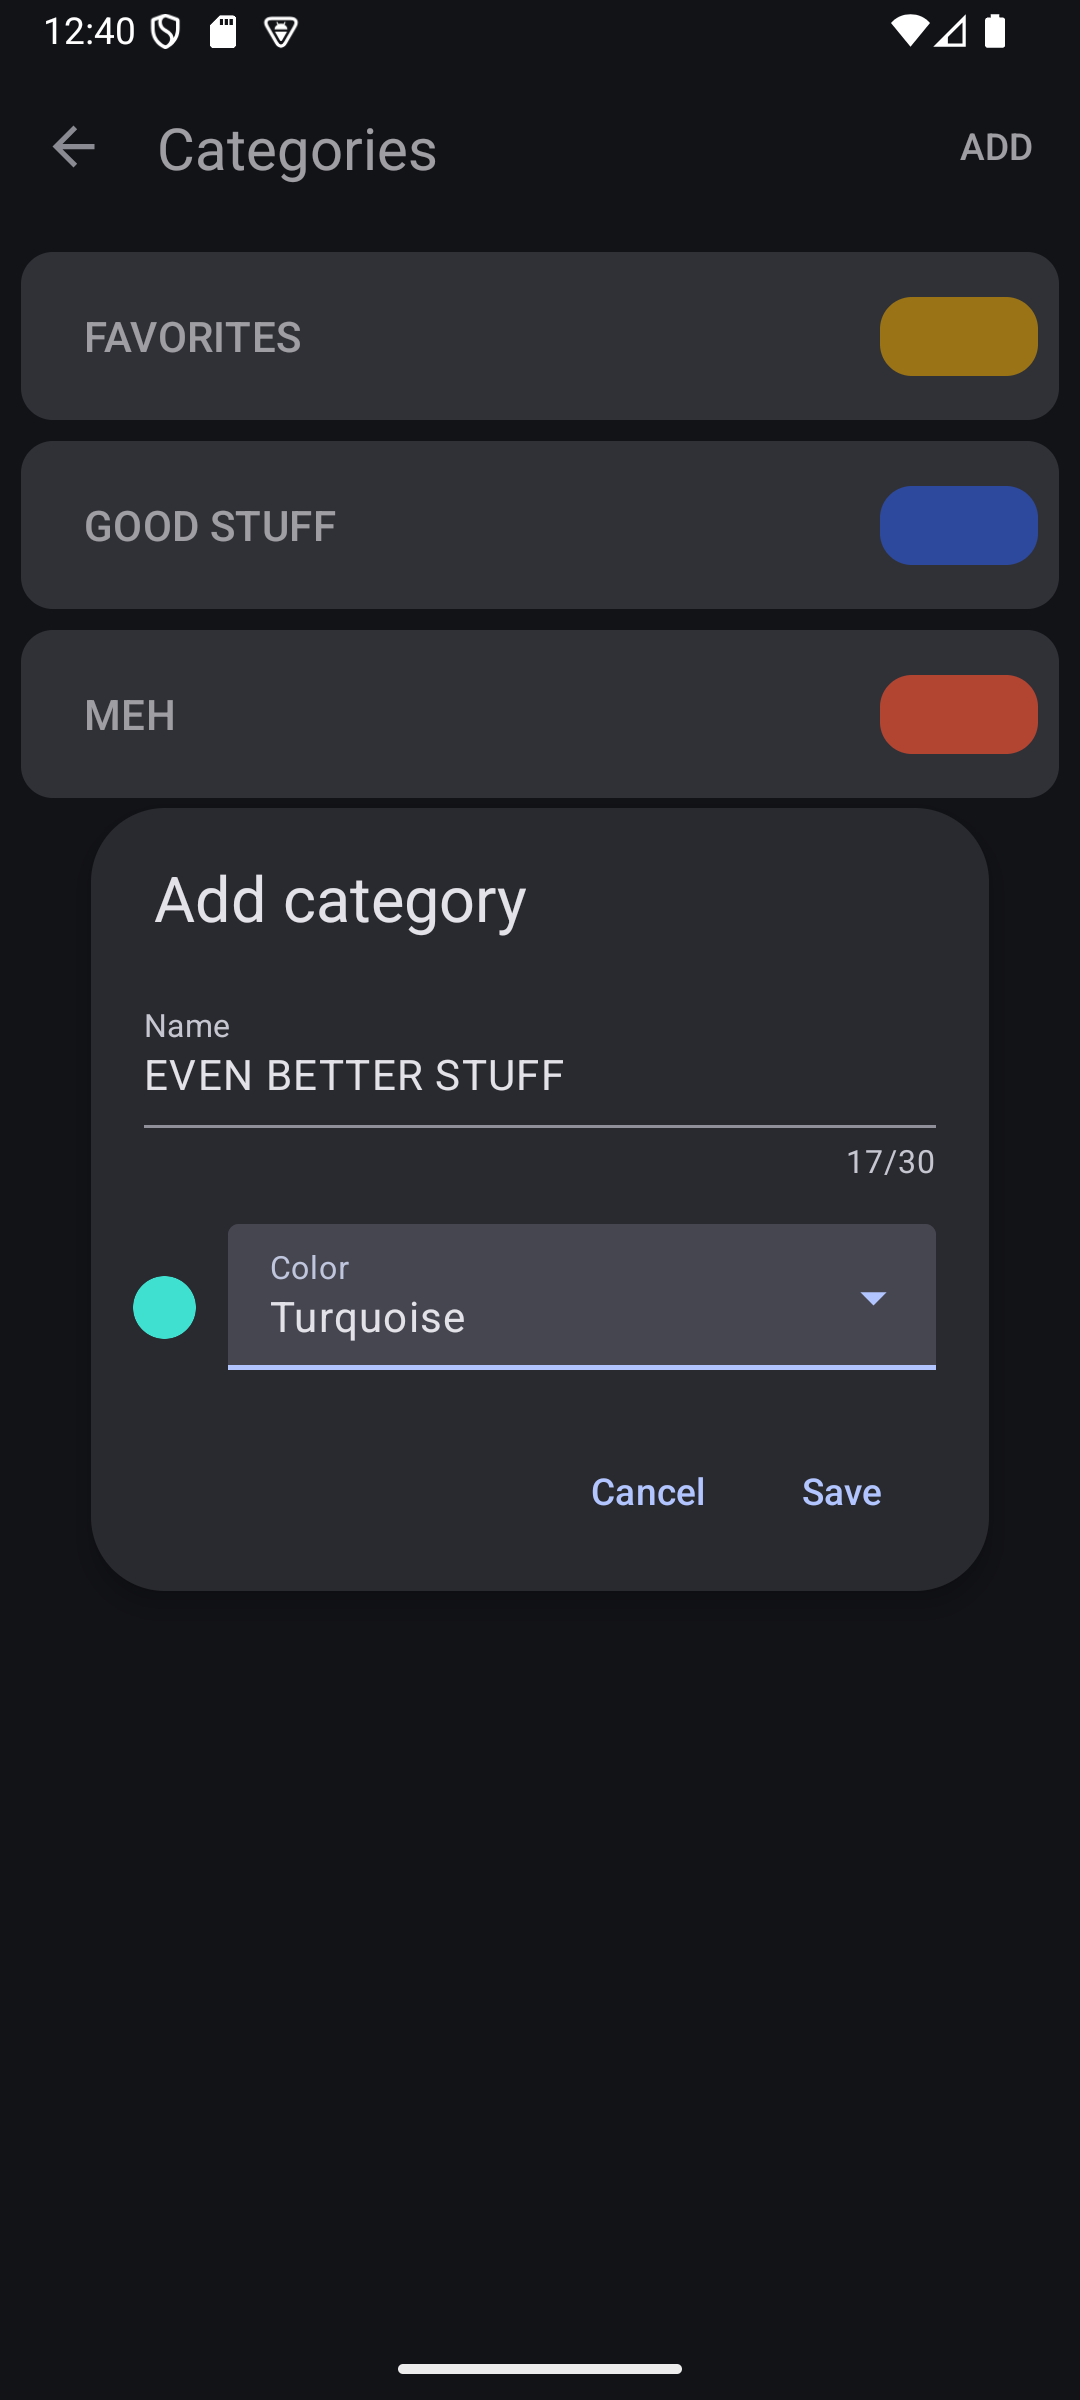 12:40
Categories
ADD
FAVORITES
GOOD STUFF
MEH
Add category
Name
EVEN BETTER STUFF
17/30
Color
Turquoise
Cancel
Save